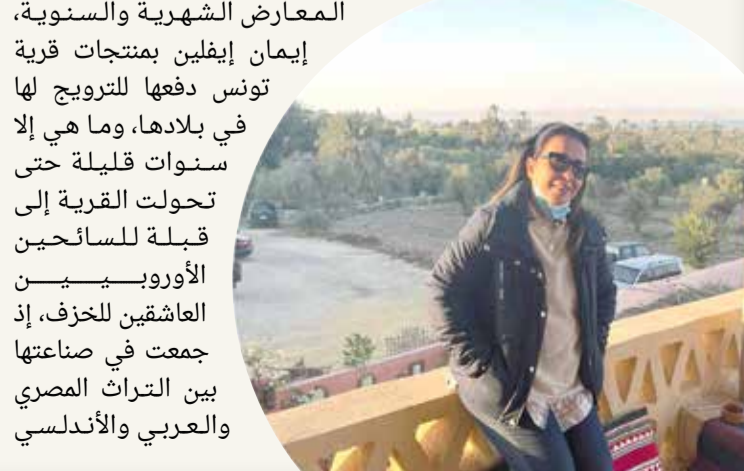 المعارض الشهرية والسنوية،
إيمان إيفلين بمنتجات قرية
تونس دفعها للترويج لها
في بلادها، وما هي إلا
سنوات قليلة حتى
تحولت القرية إلى
قبلة للسائحين
الأوروبيين
العاشقين للخزف، إذ
جمعت في صناعتها
بين التراث المصري
والعربي والأندلسي